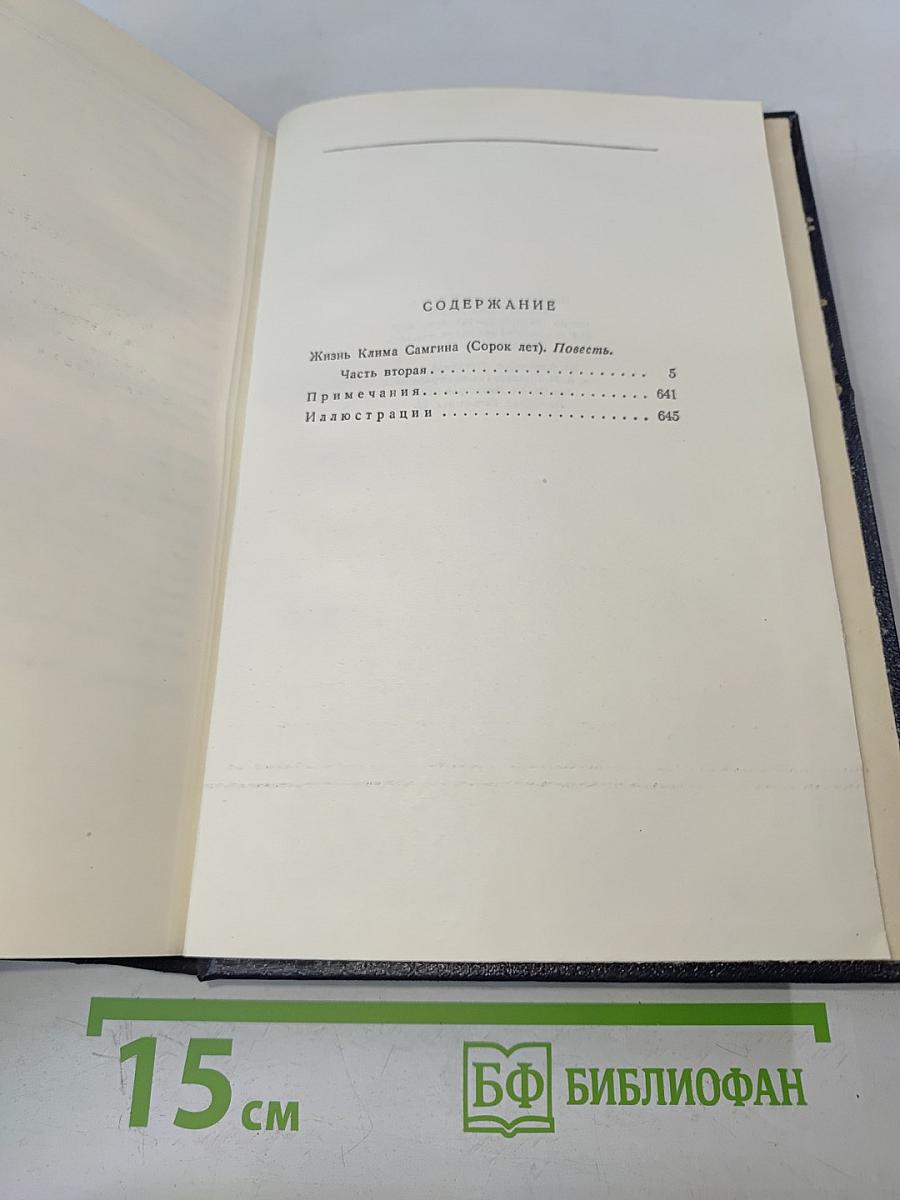 СОДЕРЖАНИЕ
Жизнь Клима Самгина (Сорок лет). Повесть.
Часть вторая. . . . . . . . . . . . . . . . . . . . . . 5
Примечания. . . . . . . . . . . . . . . . . . . . . . . 641
Иллюстрации . . . . . . . . . . . . . . . . . . . . . 645
15 см
БФ БИБЛИОФАН